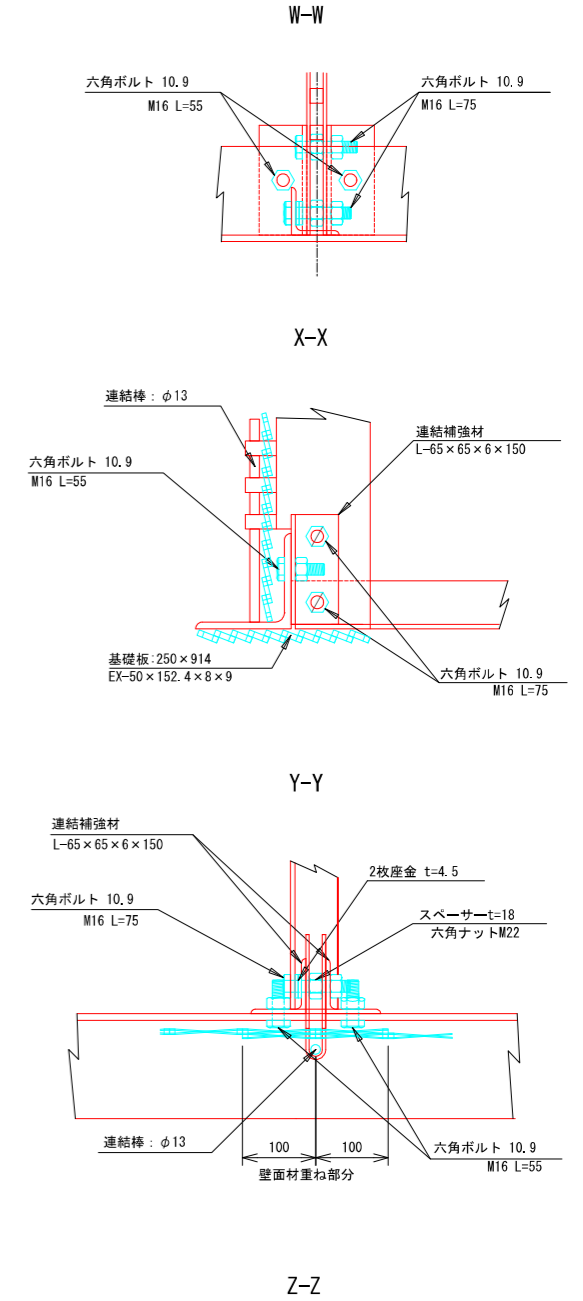 W-W
六角ボルト 10.9
M16 L=55
六角ボルト 10.9
M16 L=75
X-X
連結棒：φ13
六角ボルト 10.9
M16 L=55
連結補強材
L-65×65×6×150
基礎板:250×914
EX-50×152.4×8×9
六角ボルト 10.9
M16 L=75
Y-Y
連結補強材
L-65×65×6×150
六角ボルト 10.9
M16 L=75
2枚座金 t=4.5
スペーサーt=18
六角ナットM22
連結棒：φ13
100
100
壁面材重ね部分
六角ボルト 10.9
M16 L=55
Z-Z